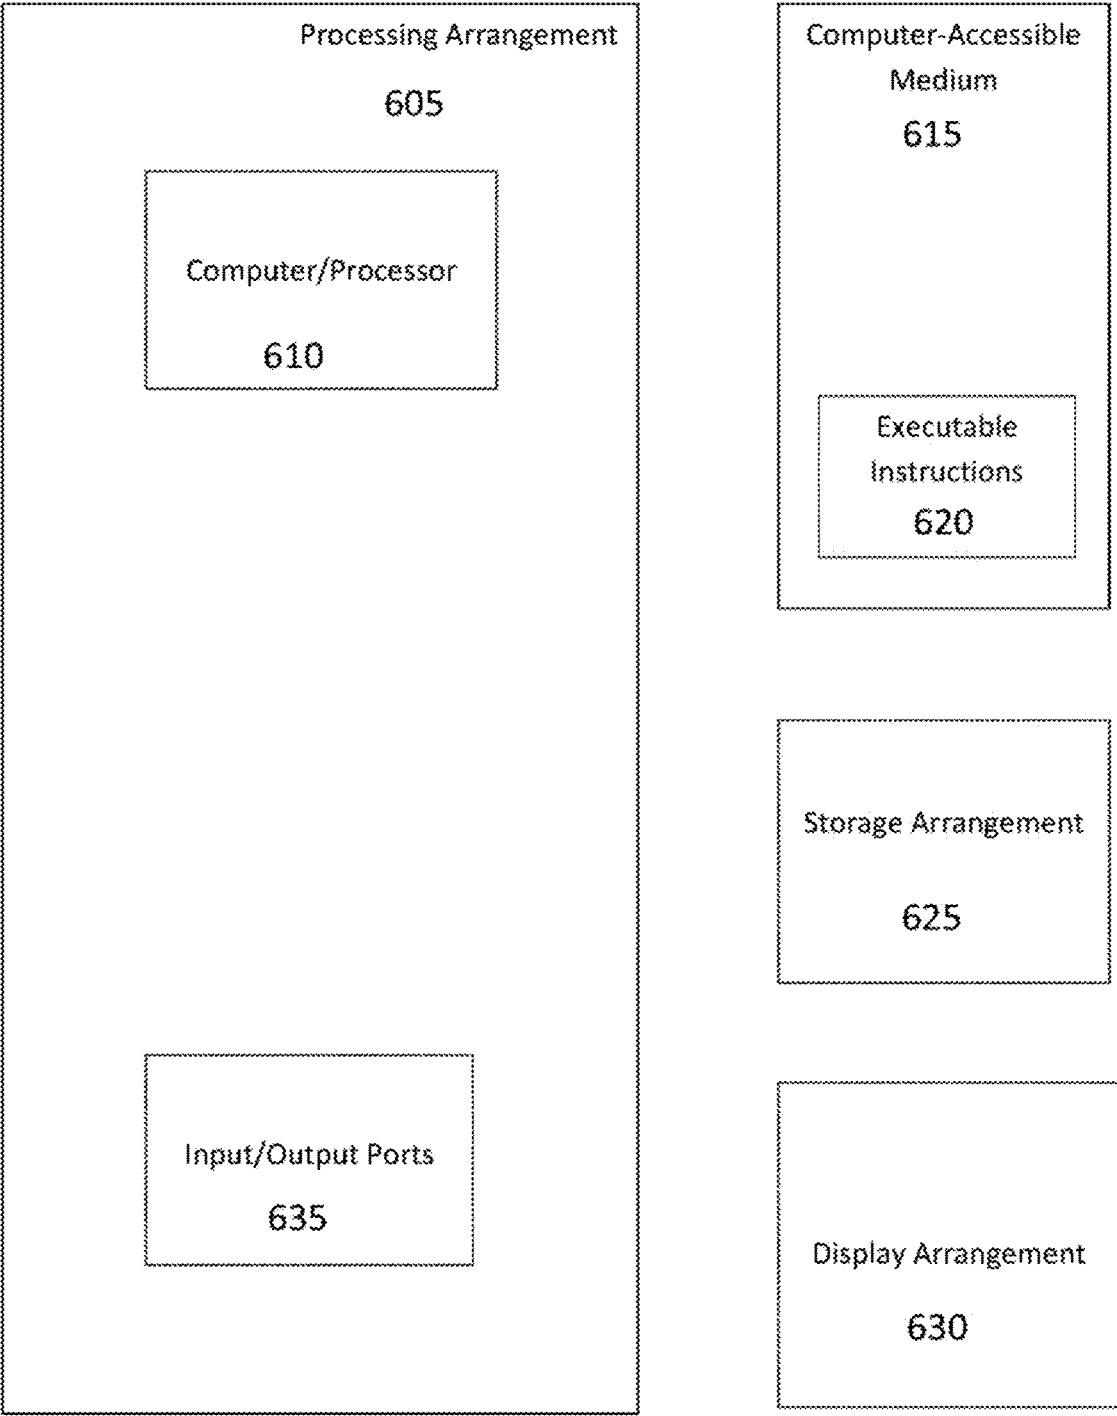 Processing Arrangement
605
Computer/Processor
610
Input/Output Ports
635
Computer-Accessible
Medium
615
Executable
Instructions
620
Storage Arrangement
625
Display Arrangement
630